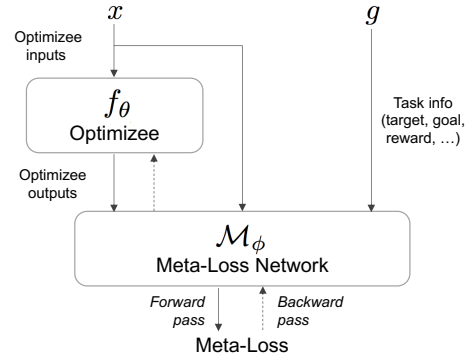 x
g
Optimizee
inputs
f_θ
Optimizee
Task info
(target, goal,
reward, …)
Optimizee
outputs
M_ϕ
Meta-Loss Network
Forward
pass
Backward
pass
Meta-Loss